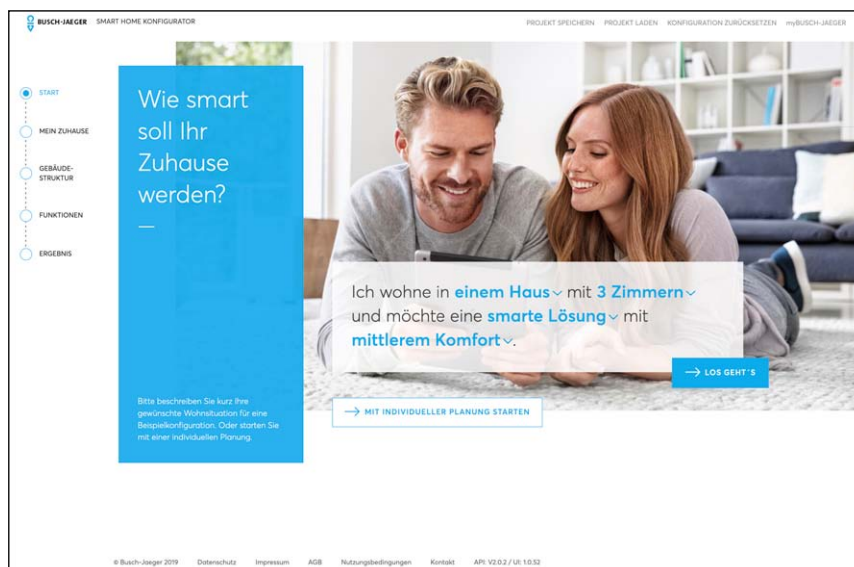 BUSCH-JAEGER SMART HOME KONFIGURATOR
PROJEKT SPEICHERN PROJEKT LADEN KONFIGURATION ZURÜCKSETZEN myBUSCH-JAEGER
START
MEIN ZUHAUSE
GEBÄUDE-
STRUKTUR
FUNKTIONEN
ERGEBNIS
Wie smart
soll Ihr
Zuhause
werden?
Bitte beschreiben Sie kurz Ihre
gewünschte Wohnsituation für eine
Beispielkonfiguration. Oder starten Sie
mit einer individuellen Planung.
Ich wohne in einem Haus mit 3 Zimmern
und möchte eine smarte Lösung mit
mittlerem Komfort.
LOS GEHT´S
MIT INDIVIDUELLER PLANUNG STARTEN
© Busch-Jaeger 2019 Datenschutz Impressum AGB Nutzungsbedingungen Kontakt API: V2.0.2 / UI: 1.0.52